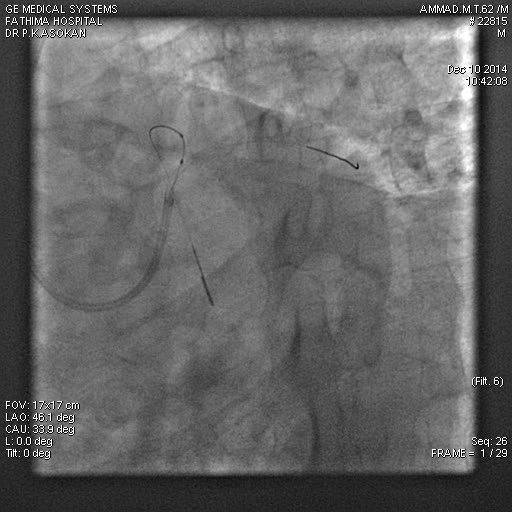 GE MEDICAL SYSTEMS
FATHIMA HOSPITAL
DR P.K.ASOKAN
AMMAD.M.T.62 /M
# 22815
M
Dec 10 2014
10:42:08
(Filt. 6)
FOV: 17x17 cm
LAO: 46.1 deg
CAU: 33.9 deg
L: 0.0 deg
Tilt: 0 deg
Seq: 26
FRAME = 1 / 29